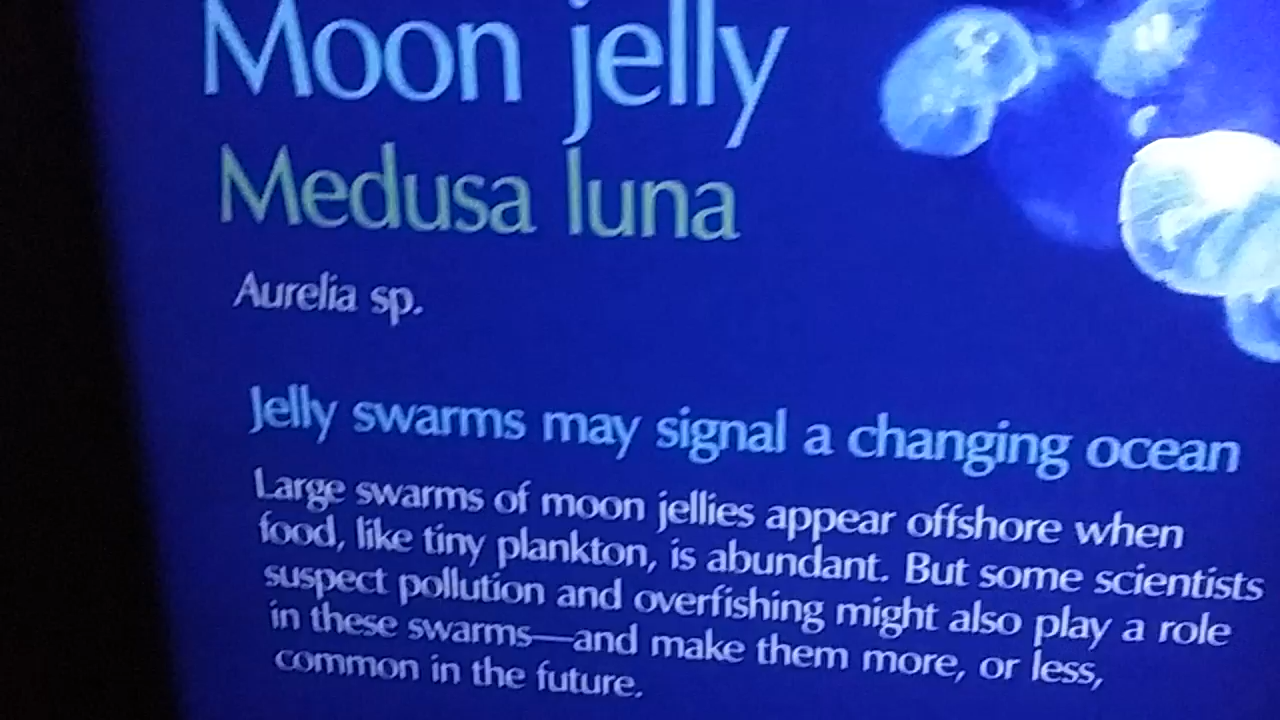 Moon jelly
Medusa luna
Aurelia sp.
Jelly swarms may signal a changing ocean
Large swarms of moon jellies appear offshore when
food, like tiny plankton, is abundant. But some scientists
suspect pollution and overfishing might also play a role
in these swarms—and make them more, or less,
common in the future.